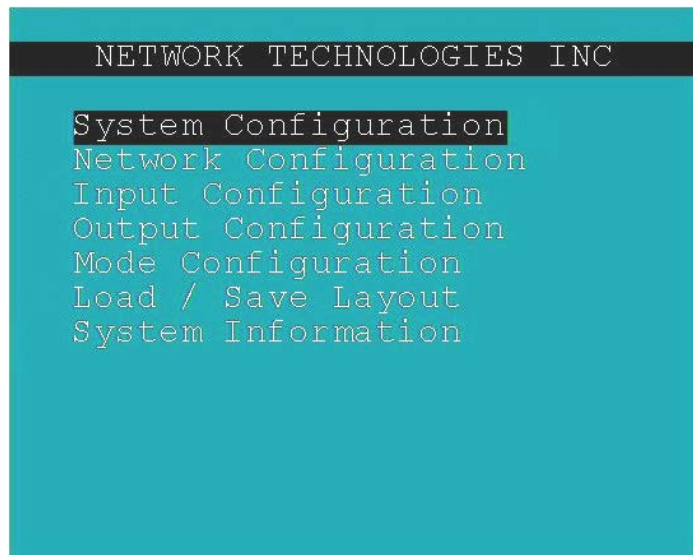 NETWORK TECHNOLOGIES INC
System Configuration
Network Configuration
Input Configuration
Output Configuration
Mode Configuration
Load / Save Layout
System Information